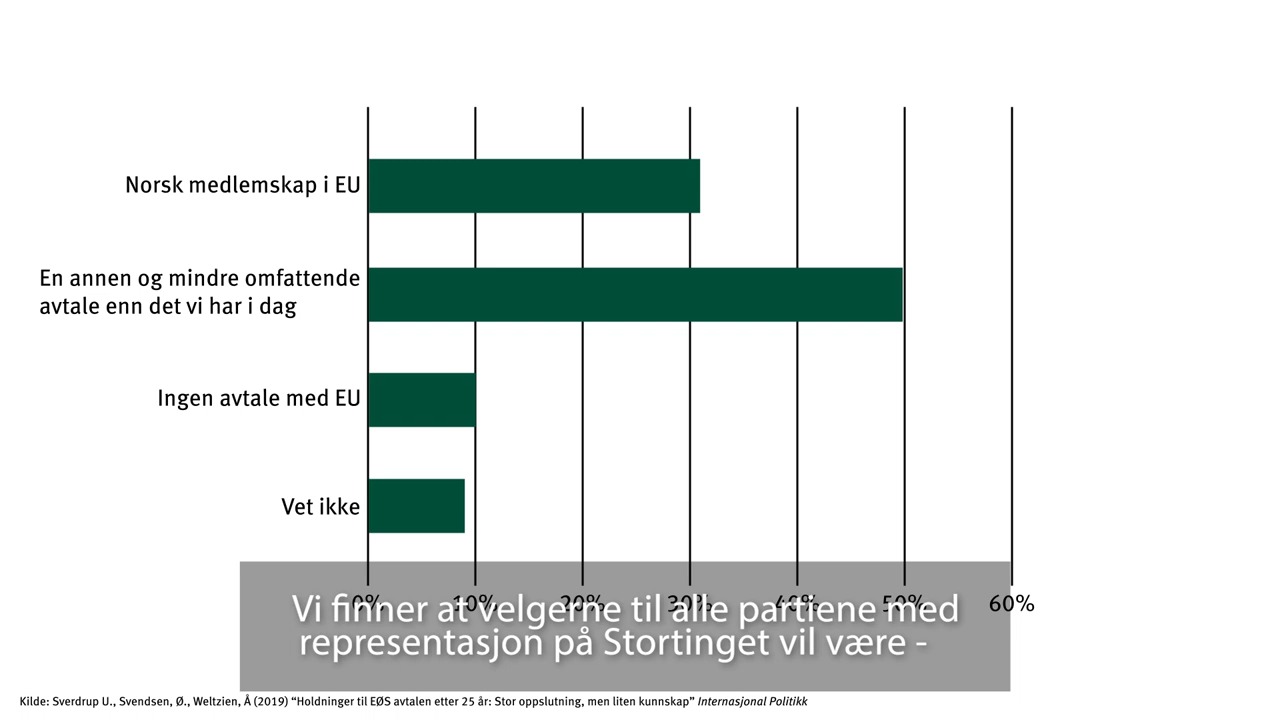 Norsk medlemskap i EU
En annen og mindre omfattende
avtale enn det vi har i dag
Ingen avtale med EU
Vet ikke
0% 10% 20% 30% 40% 50% 60%
Vi finner at velgerne til alle partiene med
representasjon på Stortinget vil være -
Kilde: Sverdrup U., Svendsen, Ø., Weltzien, Å (2019) “Holdninger til EØS avtalen etter 25 år: Stor oppslutning, men liten kunnskap” Internasjonal Politikk